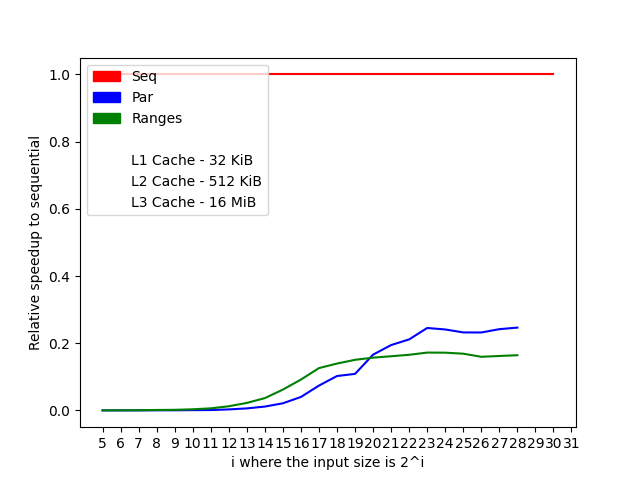 Seq
Par
Ranges
L1 Cache - 32 KiB
L2 Cache - 512 KiB
L3 Cache - 16 MiB
Relative speedup to sequential
1.0
0.8
0.6
0.4
0.2
0.0
5 6 7 8 9 10 11 12 13 14 15 16 17 18 19 20 21 22 23 24 25 26 27 28 29 30 31
i where the input size is 2^i